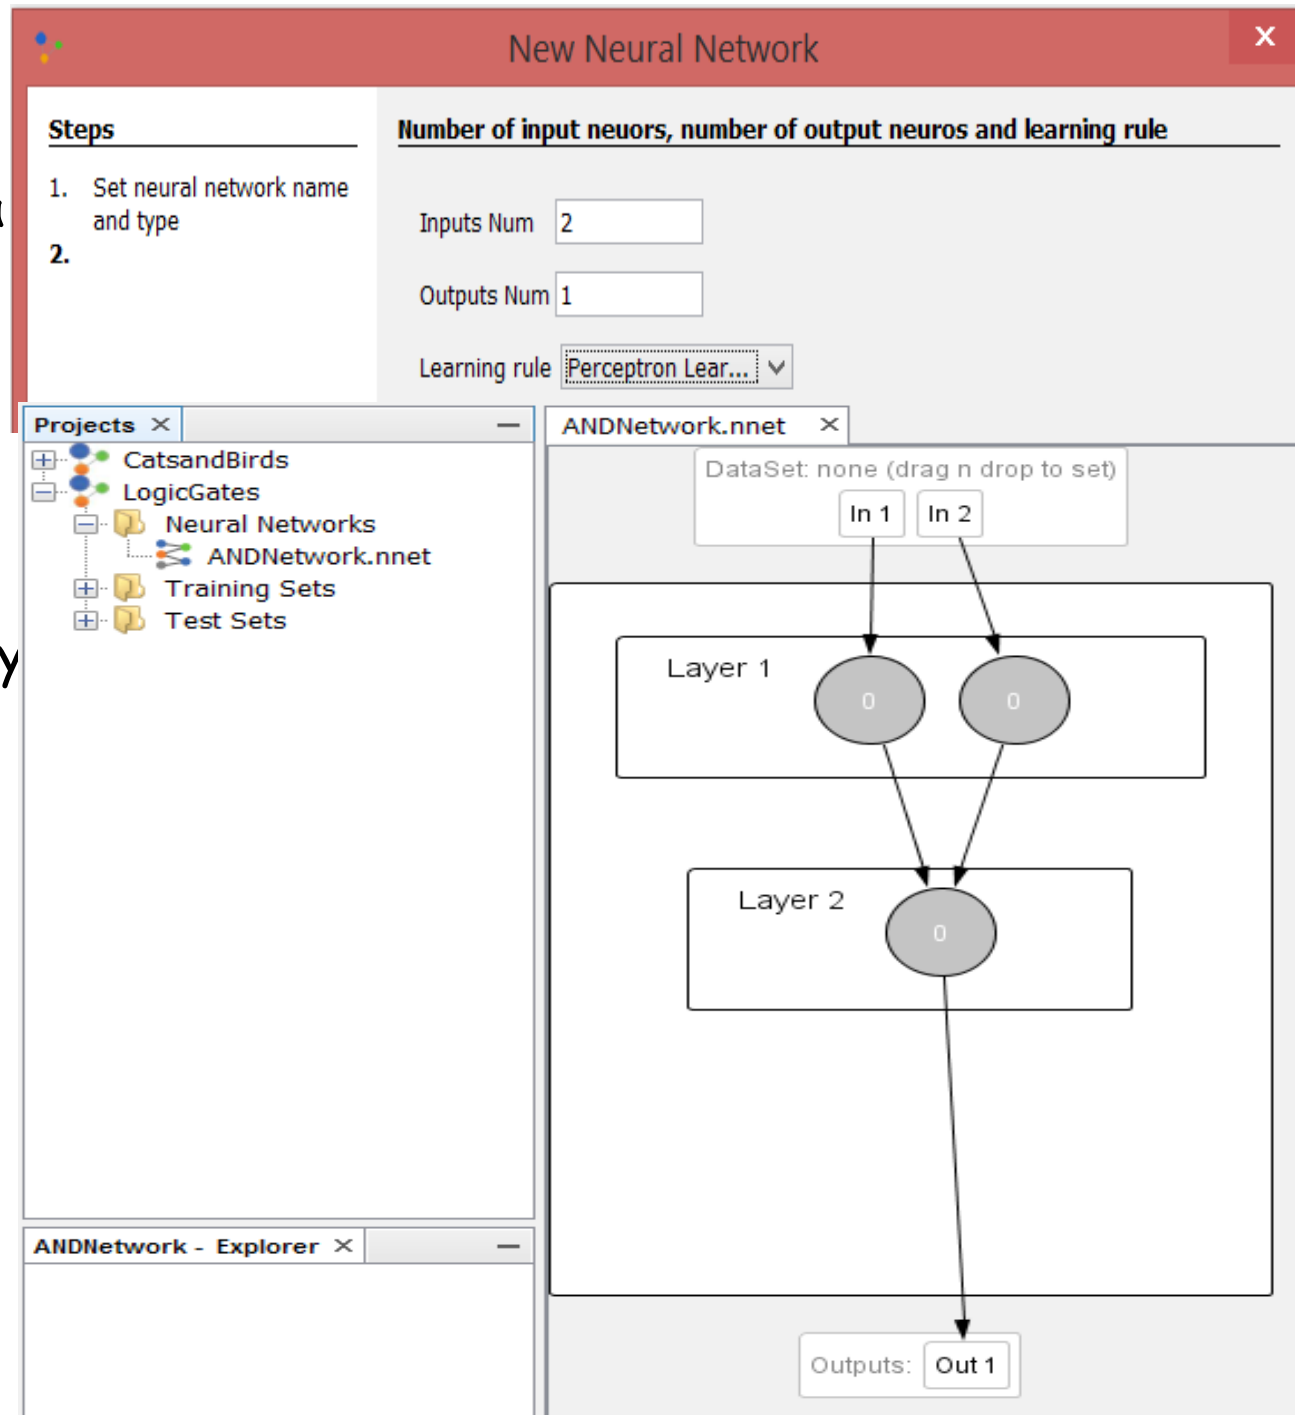 New Neural Network
X
Steps
1. Set neural network name
and type
2.
Number of input neuors, number of output neuros and learning rule
Inputs Num 2
Outputs Num 1
Learning rule Perceptron Lear...
y
Projects
CatsandBirds
LogicGates
Neural Networks
ANDNetwork.nnet
Training Sets
Test Sets
ANDNetwork - Explorer
ANDNetwork.nnet
DataSet: none (drag n drop to set)
In 1 In 2
Layer 1 0 0
Layer 2 0
Outputs: Out 1